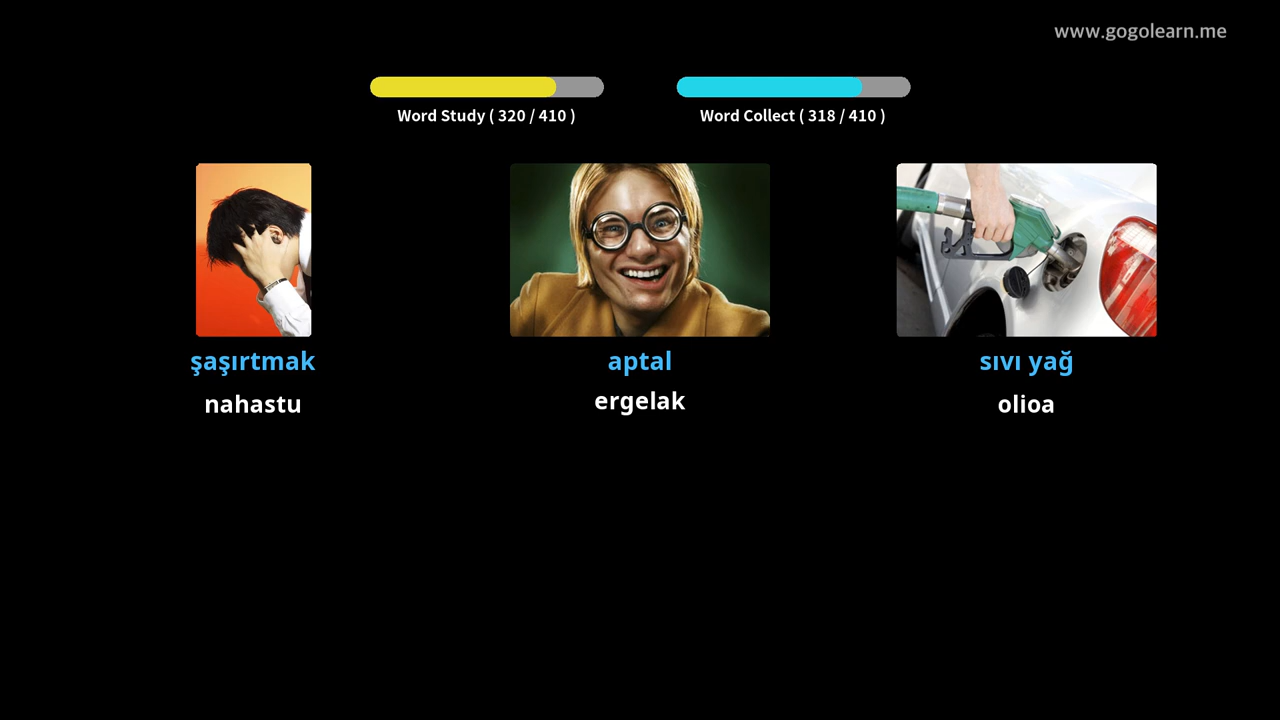 www.gogolearn.me
Word Study ( 320 / 410 )
Word Collect ( 318 / 410 )
şaşırtmak
aptal
sıvı yağ
nahastu
ergelak
olioa